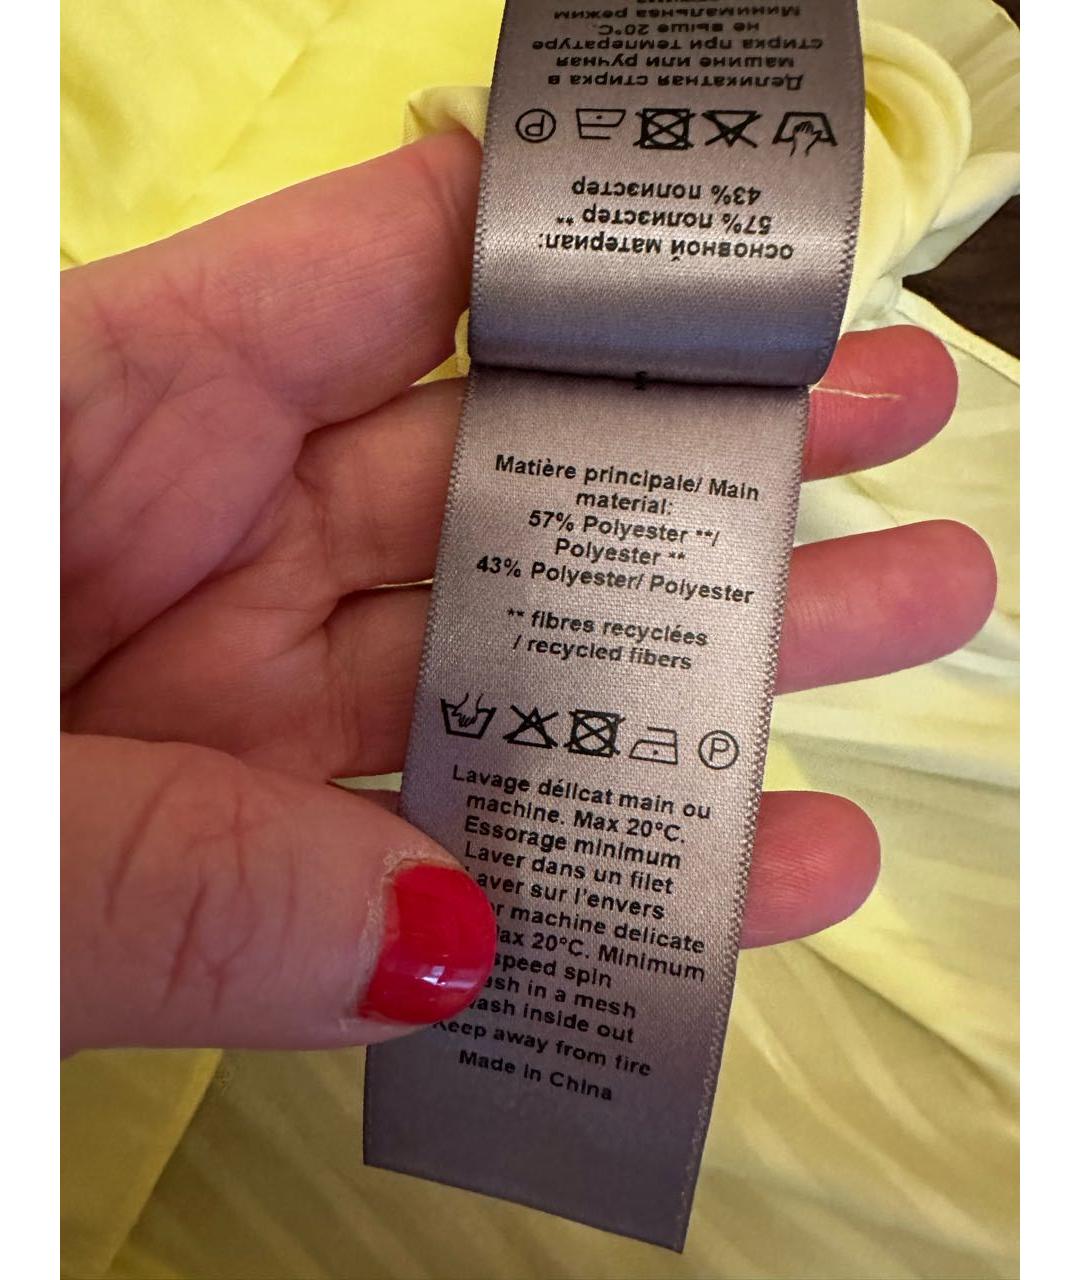 основной материал:
57% полиэстер **
43% полиэстер
Деликатная стирка в
машине или ручная
стирка при температуре
не выше 20°C.
Минимальная режим
Matière principale/ Main
material:
57% Polyester **/
Polyester **
43% Polyester/ Polyester
** fibres recyclées
/ recycled fibers
P
Lavage délicat main ou
machine. Max 20°C.
Essorage minimum
Laver dans un filet
Laver sur l'envers
machine delicate
Max 20°C. Minimum
speed spin
in a mesh
inside out
Keep away from fire
Made in China